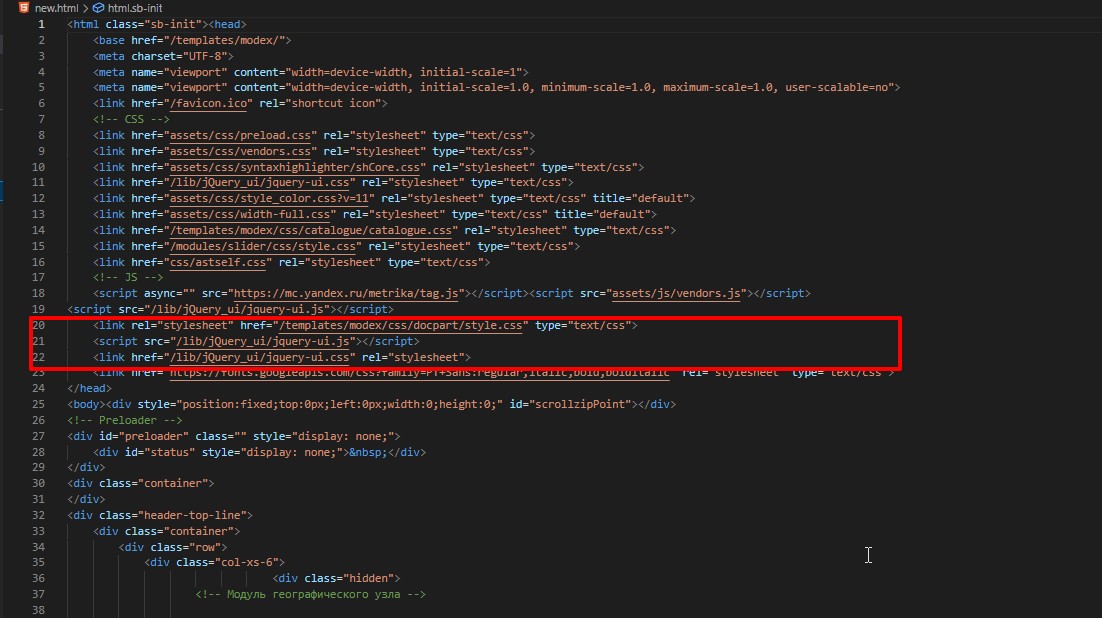 new.html > html.sb-init
1 <html class="sb-init"><head>
2 <base href="/templates/modex/">
3 <meta charset="UTF-8">
4 <meta name="viewport" content="width=device-width, initial-scale=1">
5 <meta name="viewport" content="width=device-width, initial-scale=1.0, minimum-scale=1.0, maximum-scale=1.0, user-scalable=no">
6 <link href="/favicon.ico" rel="shortcut icon">
7 <!-- CSS -->
8 <link href="assets/css/preload.css" rel="stylesheet" type="text/css">
9 <link href="assets/css/vendors.css" rel="stylesheet" type="text/css">
10 <link href="assets/css/syntaxhighlighter/shCore.css" rel="stylesheet" type="text/css">
11 <link href="/lib/jQuery_ui/jquery-ui.css" rel="stylesheet" type="text/css">
12 <link href="assets/css/style_color.css?v=11" rel="stylesheet" type="text/css" title="default">
13 <link href="assets/css/width-full.css" rel="stylesheet" type="text/css" title="default">
14 <link href="/templates/modex/css/catalogue/catalogue.css" rel="stylesheet" type="text/css">
15 <link href="/modules/slider/css/style.css" rel="stylesheet" type="text/css">
16 <link href="css/astself.css" rel="stylesheet" type="text/css">
17 <!-- JS -->
18 <script async="" src="https://mc.yandex.ru/metrika/tag.js"></script><script src="assets/js/vendors.js"></script>
19 <script src="/lib/jQuery_ui/jquery-ui.js"></script>
20 <link rel="stylesheet" href="/templates/modex/css/docpart/style.css" type="text/css">
21 <script src="/lib/jQuery_ui/jquery-ui.js"></script>
22 <link href="/lib/jQuery_ui/jquery-ui.css" rel="stylesheet">
23 <link href="https://fonts.googleapis.com/css?family=PT+Sans:regular,italic,bold,bolditalic" rel="stylesheet" type="text/css">
24 </head>
25 <body><div style="position:fixed;top:0px;left:0px;width:0;height:0;" id="scrollzipPoint"></div>
26 <!-- Preloader -->
27 <div id="preloader" class="" style="display: none;">
28 <div id="status" style="display: none;">&nbsp;</div>
29 </div>
30 <div class="container">
31 </div>
32 <div class="header-top-line">
33 <div class="container">
34 <div class="row">
35 <div class="col-xs-6">
36 <div class="hidden">
37 <!-- Модуль географического узла -->
38